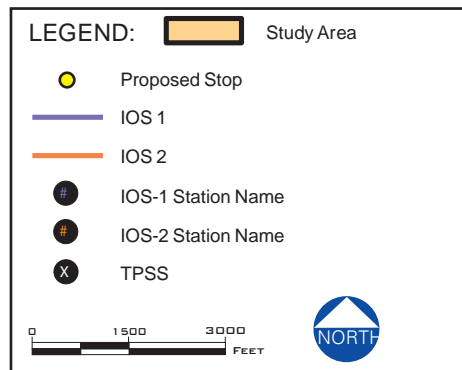 LEGEND: Study Area
Proposed Stop
IOS 1
IOS 2
# IOS-1 Station Name
# IOS-2 Station Name
X TPSS
0 1500 3000
FEET
NORTH